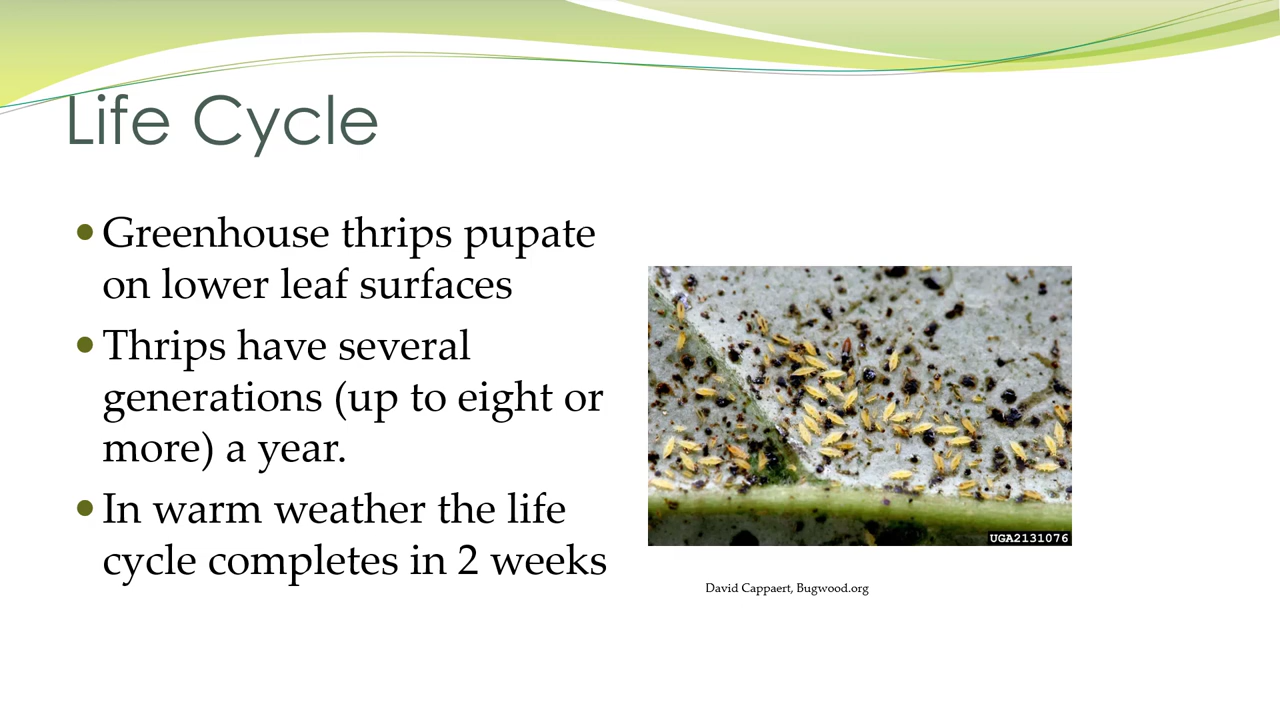 Life Cycle
Greenhouse thrips pupate
on lower leaf surfaces
Thrips have several
generations (up to eight or
more) a year.
In warm weather the life
cycle completes in 2 weeks
UGA2131076
David Cappaert, Bugwood.org